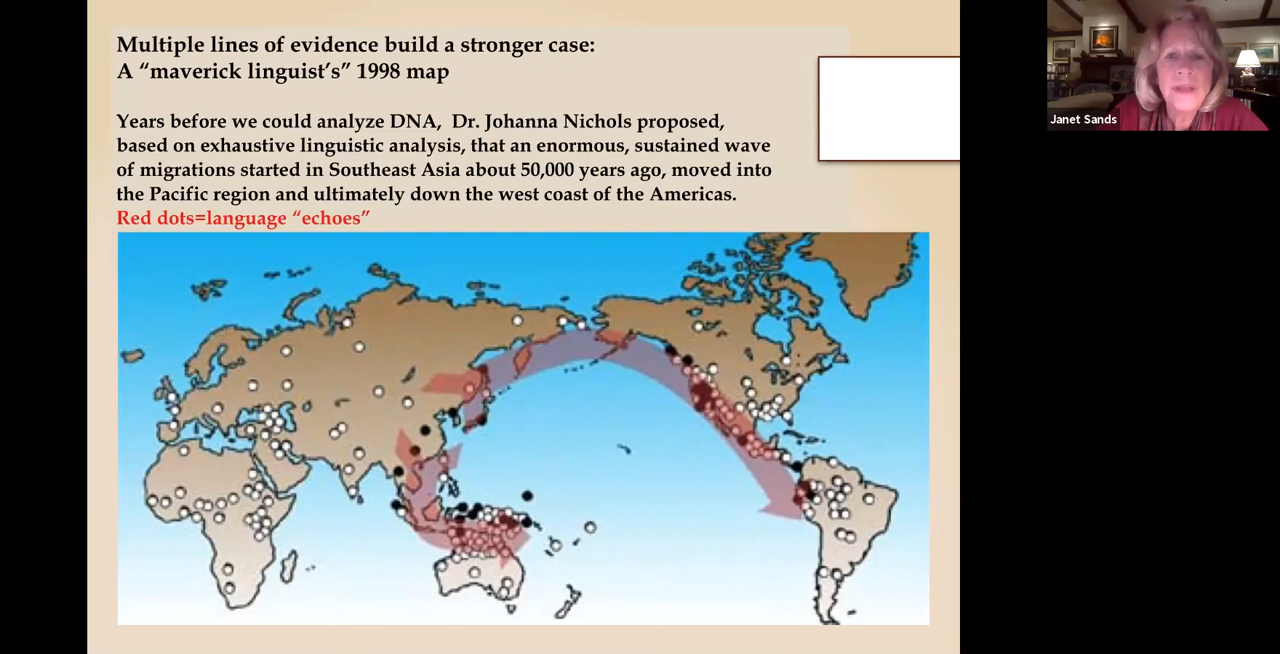 Multiple lines of evidence build a stronger case:
A “maverick linguist’s” 1998 map
Years before we could analyze DNA, Dr. Johanna Nichols proposed,
based on exhaustive linguistic analysis, that an enormous, sustained wave
of migrations started in Southeast Asia about 50,000 years ago, moved into
the Pacific region and ultimately down the west coast of the Americas.
Red dots=language “echoes”
Janet Sands